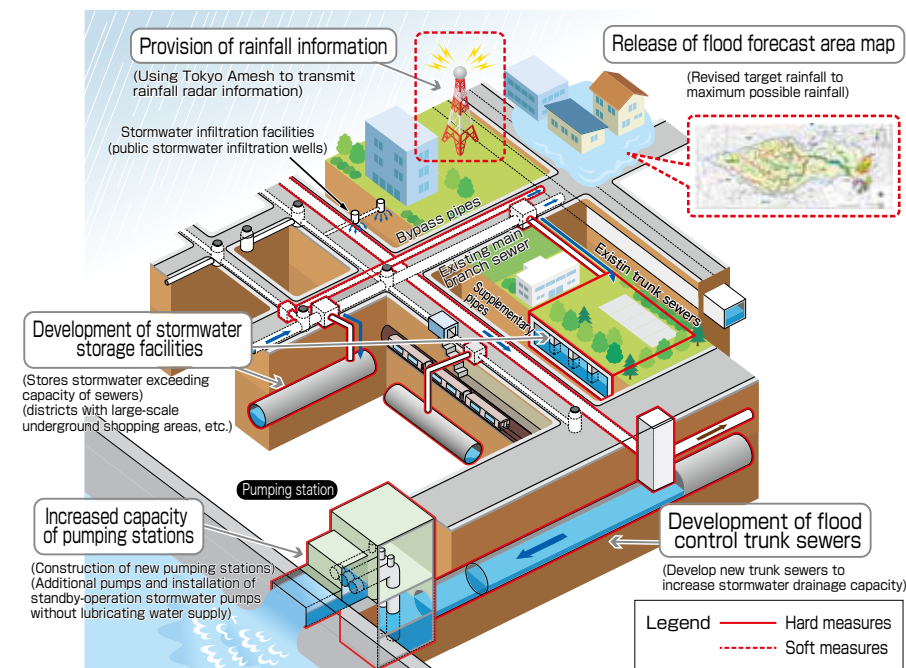 Provision of rainfall information
(Using Tokyo Amesh to transmit
rainfall radar information)
Release of flood forecast area map
(Revised target rainfall to
maximum possible rainfall)
Stormwater infiltration facilities
(public stormwater infiltration wells)
Bypass pipes
Existing main
branch sewer
Existin trunk sewers
Supplementary
pipes
Development of stormwater
storage facilities
(Stores stormwater exceeding
capacity of sewers)
(districts with large-scale
underground shopping areas, etc.)
Pumping station
Increased capacity
of pumping stations
(Construction of new pumping stations)
(Additional pumps and installation of
standby-operation stormwater pumps
without lubricating water supply)
Development of flood
control trunk sewers
(Develop new trunk sewers to
increase stormwater drainage capacity)
Legend
Hard measures
Soft measures